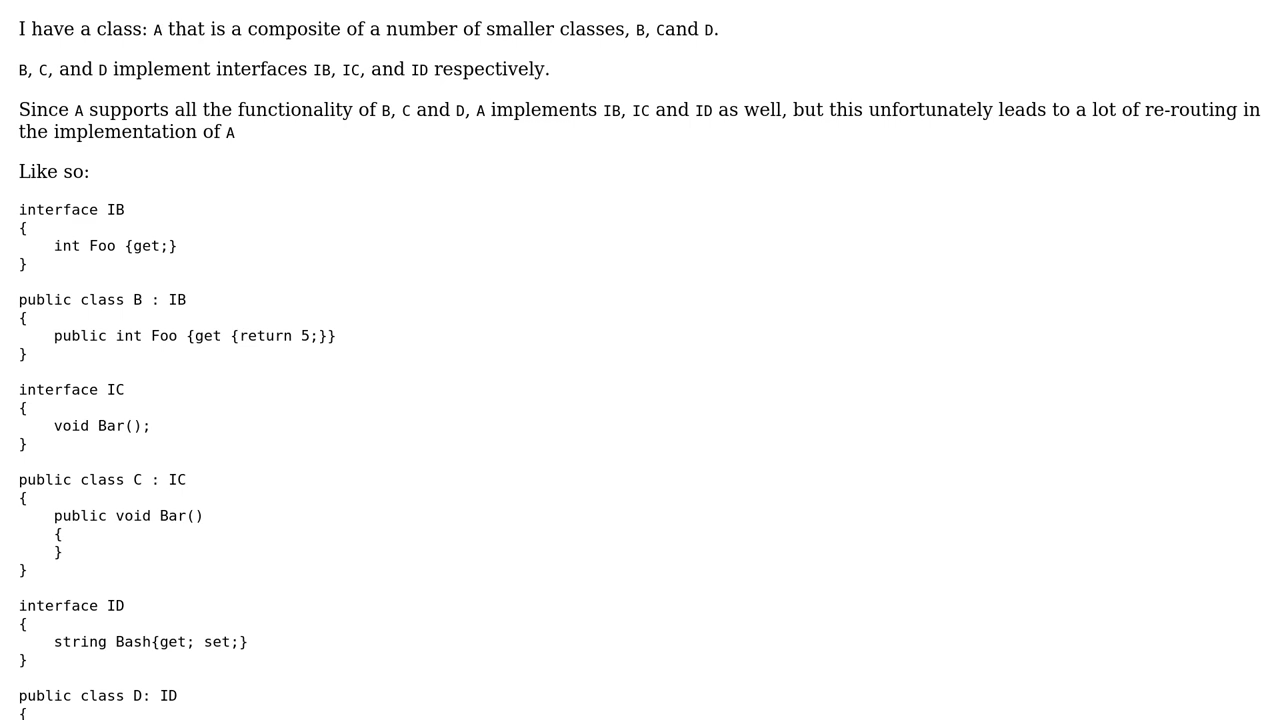 I have a class: A that is a composite of a number of smaller classes, B, Cand D.
B, C, and D implement interfaces IB, IC, and ID respectively.
Since A supports all the functionality of B, C and D, A implements IB, IC and ID as well, but this unfortunately leads to a lot of re-routing in
the implementation of A
Like so:
interface IB
{
    int Foo {get;}
}
public class B : IB
{
    public int Foo {get {return 5;}}
}
interface IC
{
    void Bar();
}
public class C : IC
{
    public void Bar()
    {
    }
}
interface ID
{
    string Bash{get; set;}
}
public class D: ID
{